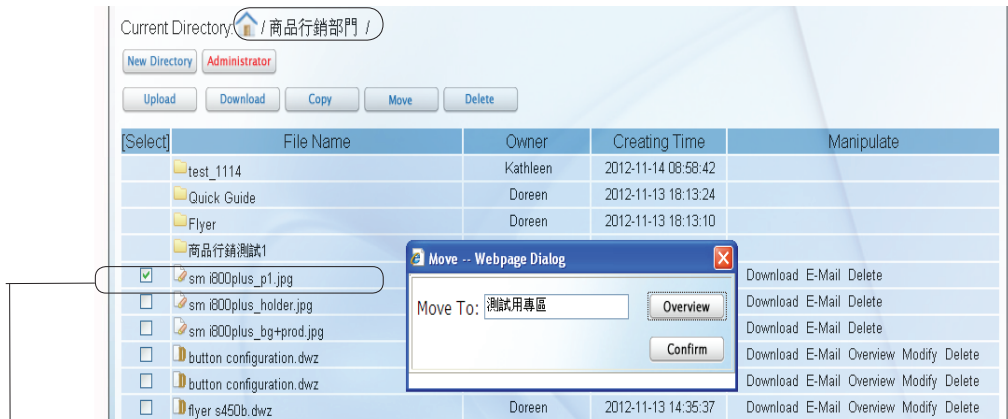 Current Directory: / 商品行銷部門 /
New Directory Administrator
Upload Download Copy Move Delete
[Select] File Name Owner Creating Time Manipulate
test_1114 Kathleen 2012-11-14 08:58:42
Quick Guide Doreen 2012-11-13 18:13:24
Flyer Doreen 2012-11-13 18:13:10
商品行銷測試1
Move -- Webpage Dialog
sm i800plus_p1.jpg Download E-Mail Delete
Move To: 測試用專區 Overview
sm i800plus_holder.jpg Download E-Mail Delete
sm i800plus_bg+prod.jpg Download E-Mail Delete
Confirm
button configuration.dwz Download E-Mail Overview Modify Delete
button configuration.dwz Download E-Mail Overview Modify Delete
flyer s450b.dwz Doreen 2012-11-13 14:35:37 Download E-Mail Overview Modify Delete